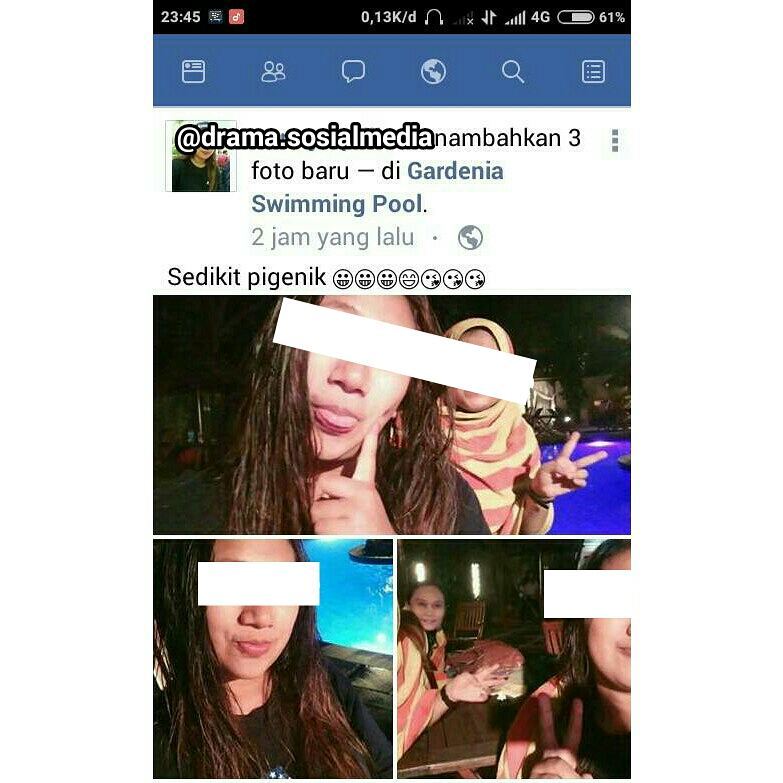 23:45 0,13K/d 4G 61%
@drama.sosialmedia nambahkan 3
foto baru — di Gardenia
Swimming Pool.
2 jam yang lalu ·
Sedikit pigenik 😀😀😀😄😘😘😘